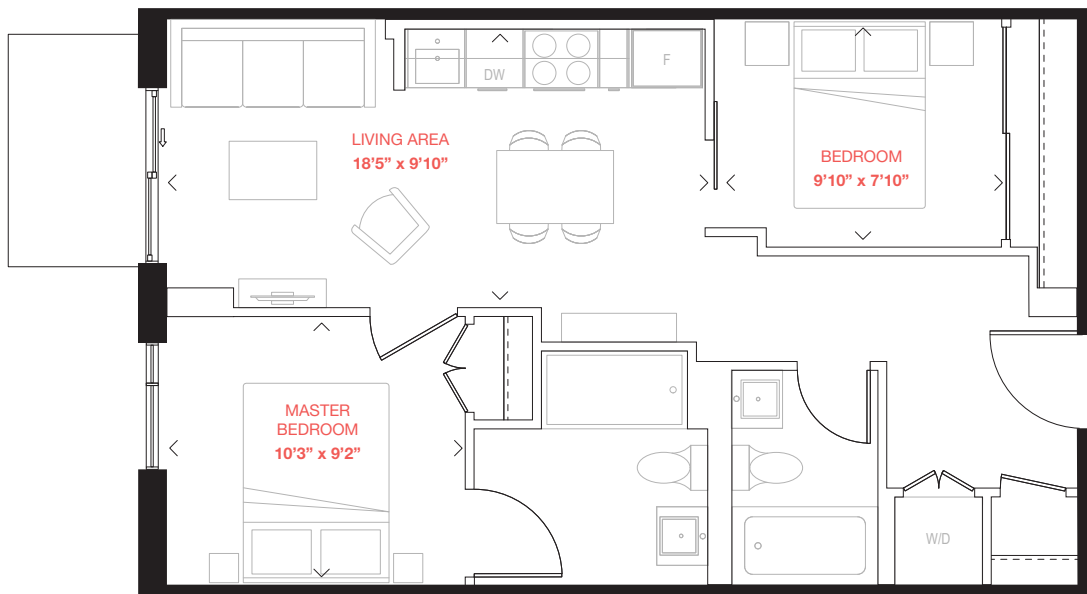 DW
F
LIVING AREA
18’5” x 9’10”
BEDROOM
9’10” x 7’10”
MASTER
BEDROOM
10’3” x 9’2”
W/D